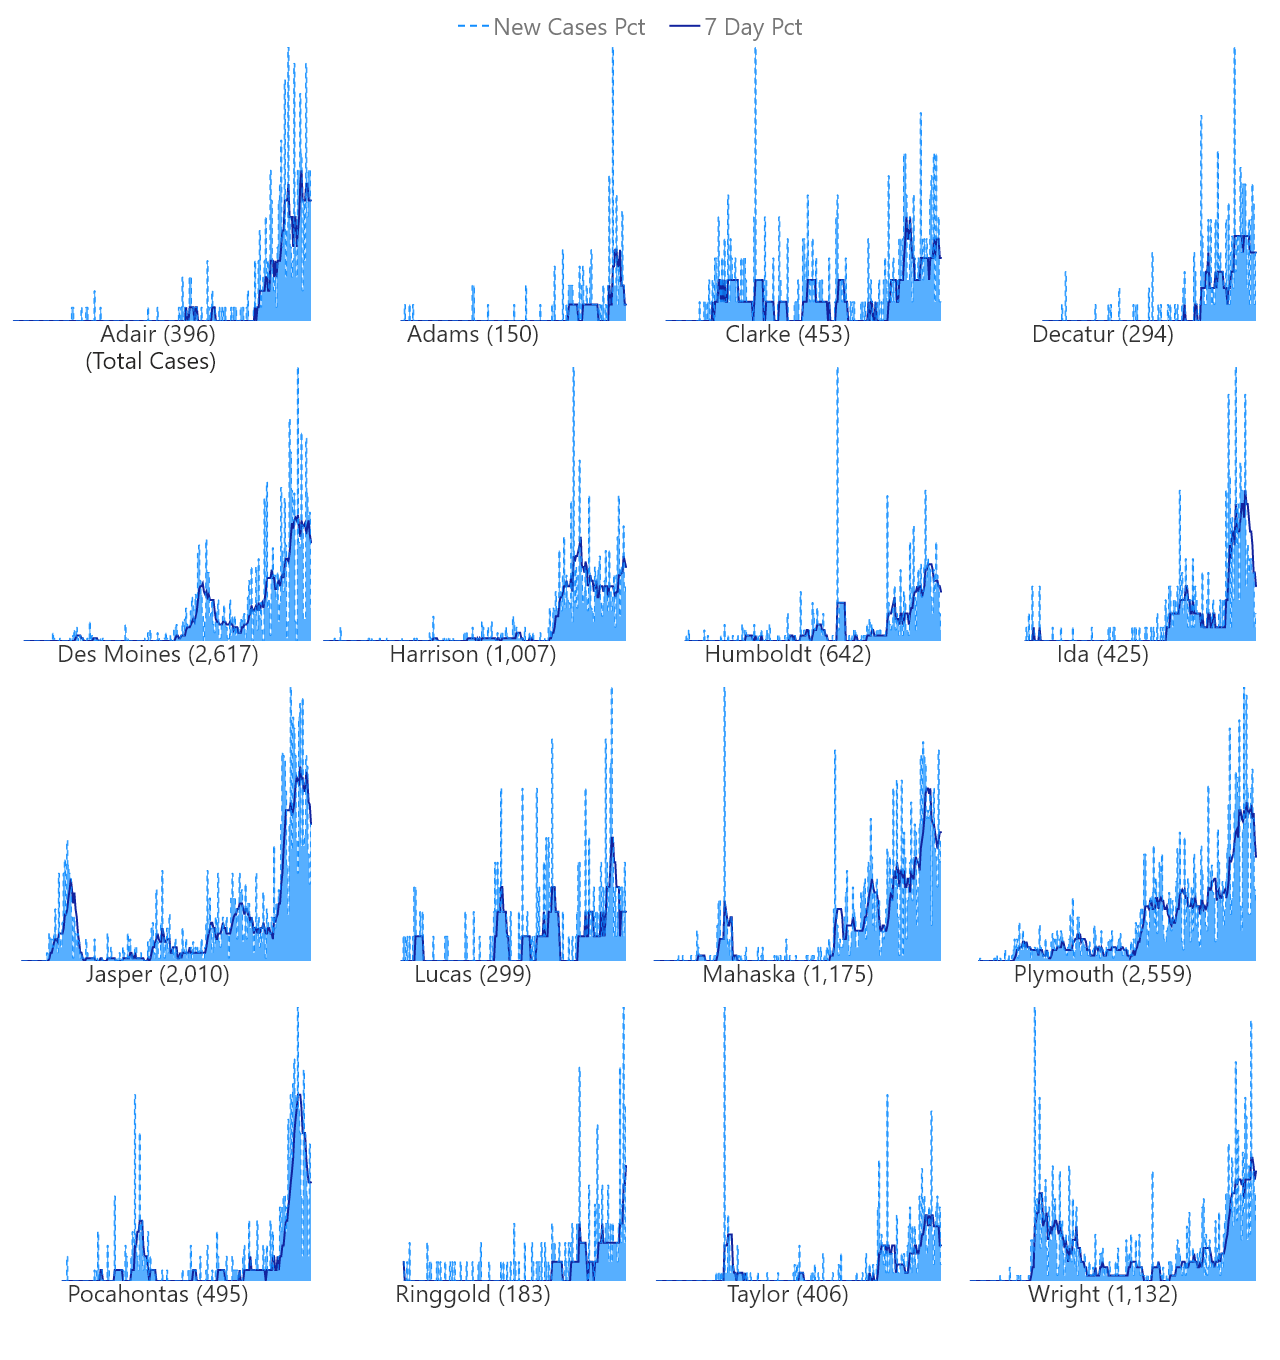 New Cases Pct 7 Day Pct
Adair (396) Adams (150) Clarke (453) Decatur (294)
(Total Cases)
Des Moines (2,617) Harrison (1,007) Humboldt (642) Ida (425)
Jasper (2,010) Lucas (299) Mahaska (1,175) Plymouth (2,559)
Pocahontas (495) Ringgold (183) Taylor (406) Wright (1,132)